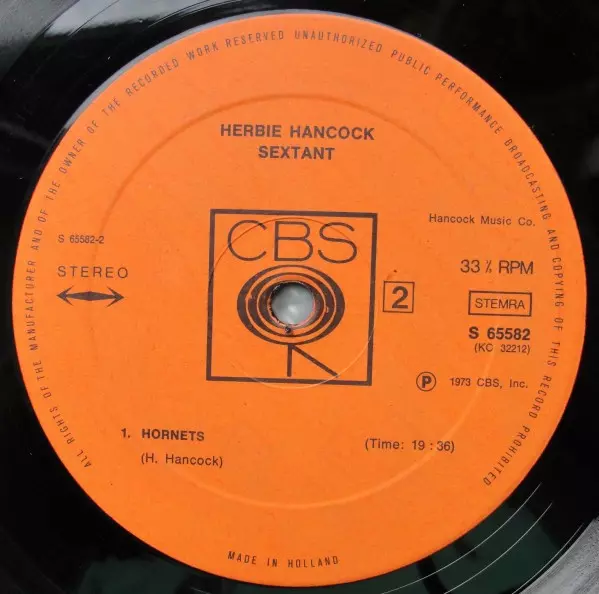 ALL RIGHTS OF THE MANUFACTURER AND OF THE OWNER OF THE RECORDED WORK RESERVED UNAUTHORIZED PUBLIC PERFORMANCE BROADCASTING AND COPYING OF THIS RECORD PROHIBITED
HERBIE HANCOCK
SEXTANT
Hancock Music Co.
S 65582-2
CBS
STEREO
33⅓ RPM
2
STEMRA
S 65582
(KC 32212)
Ⓟ 1973 CBS, Inc.
1. HORNETS (Time: 19:36)
(H. Hancock)
MADE IN HOLLAND